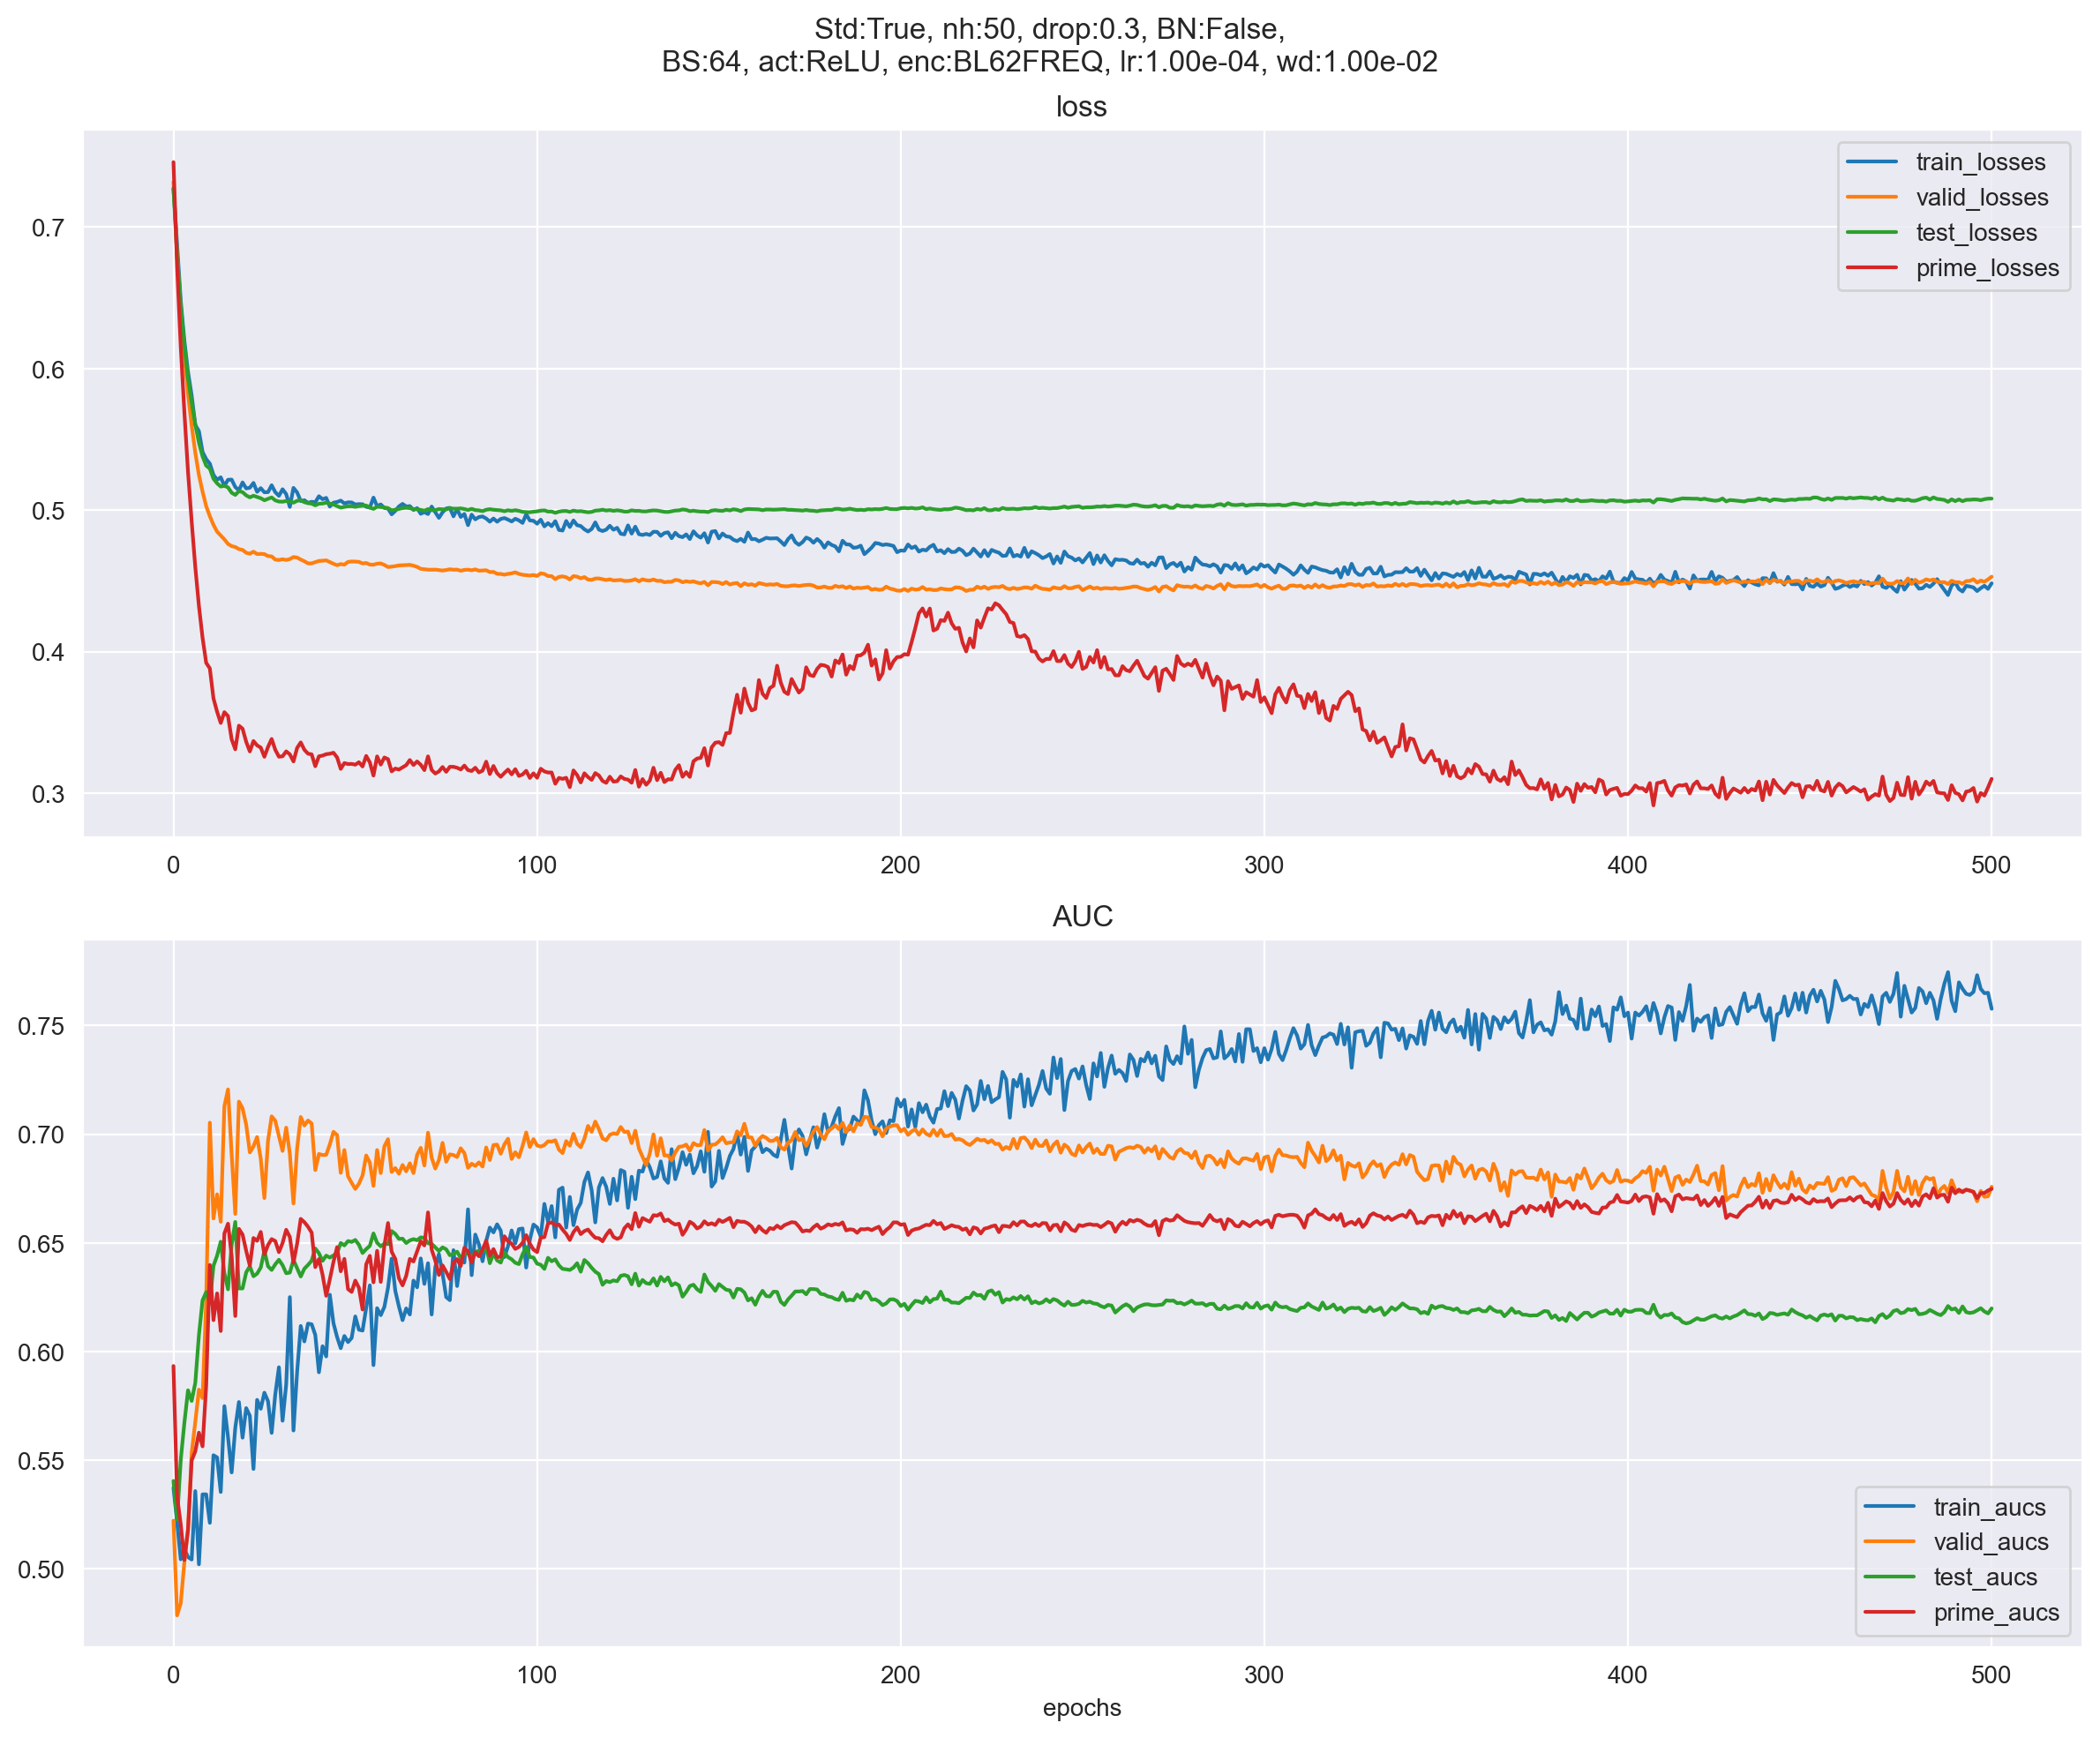 Std:True, nh:50, drop:0.3, BN:False,
BS:64, act:ReLU, enc:BL62FREQ, lr:1.00e-04, wd:1.00e-02
loss
train_losses
valid_losses
test_losses
prime_losses
0.7
0.6
0.5
0.4
0.3
0 100 200 300 400 500
AUC
0.75
0.70
0.65
0.60
0.55
0.50
train_aucs
valid_aucs
test_aucs
prime_aucs
0 100 200 300 400 500
epochs